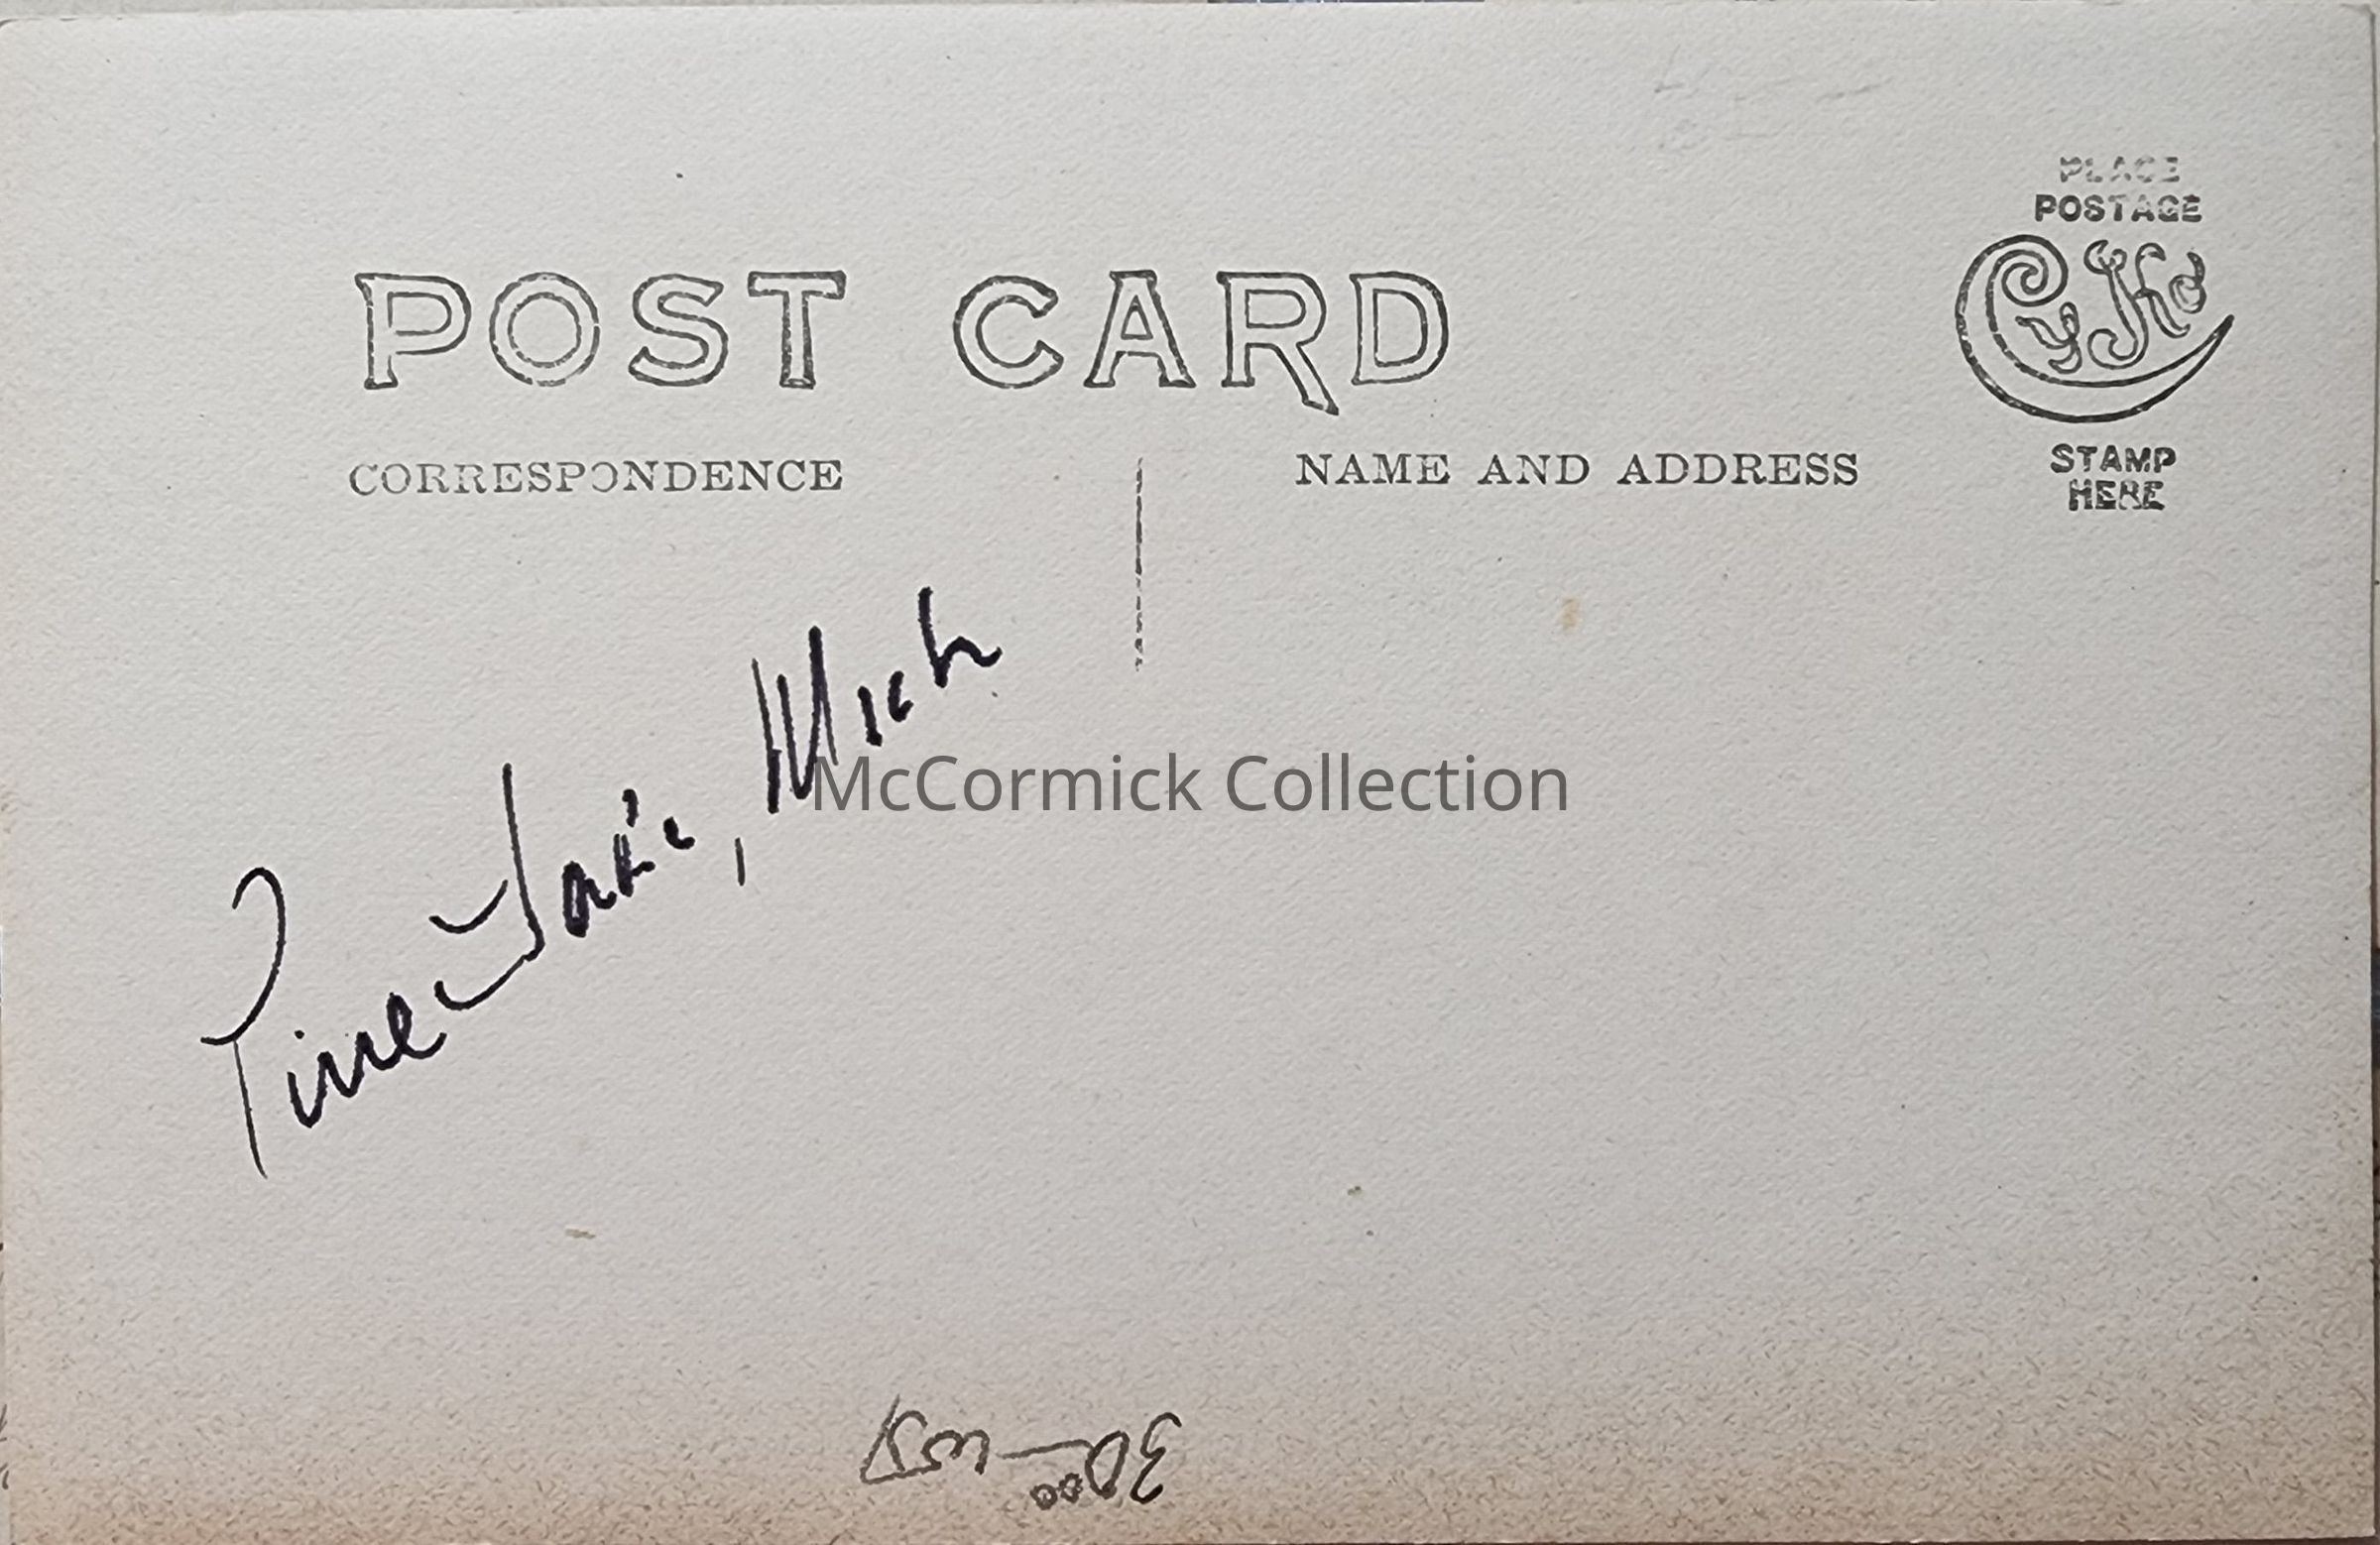 PLACE
POSTAGE
CyKo
POST CARD
STAMP
HERE
CORRESPONDENCE
NAME AND ADDRESS
Pine Lake, Mich
McCormick Collection